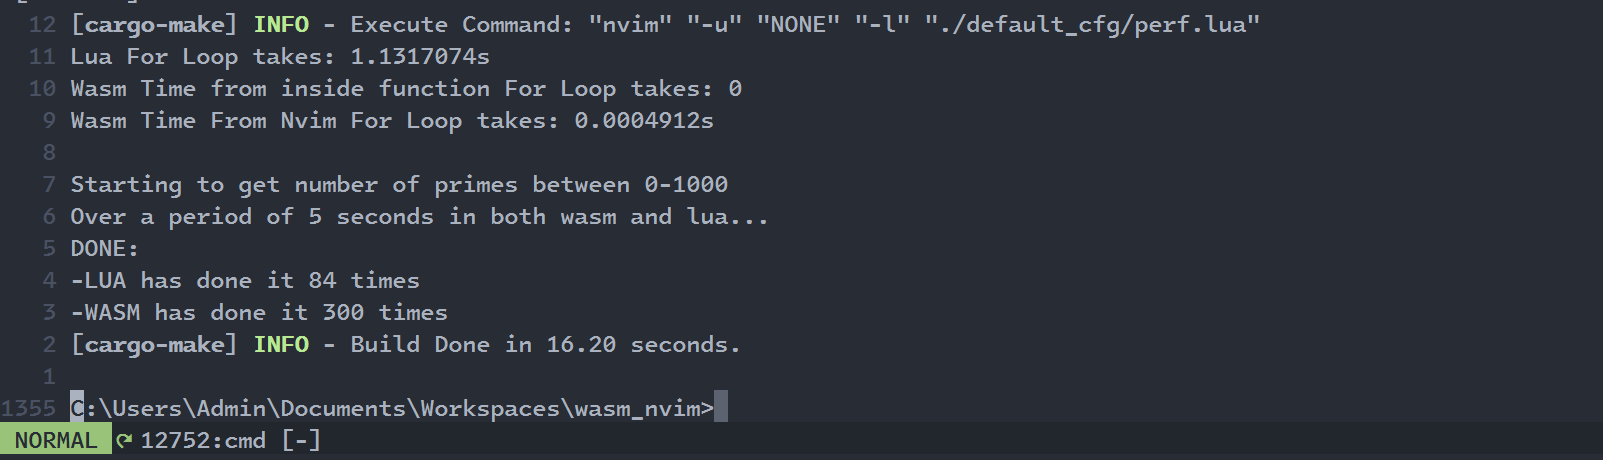 12 [cargo-make] INFO - Execute Command: "nvim" "-u" "NONE" "-l" "./default_cfg/perf.lua"
11 Lua For Loop takes: 1.1317074s
10 Wasm Time from inside function For Loop takes: 0
9 Wasm Time From Nvim For Loop takes: 0.0004912s
8
7 Starting to get number of primes between 0-1000
6 Over a period of 5 seconds in both wasm and lua...
5 DONE:
4 -LUA has done it 84 times
3 -WASM has done it 300 times
2 [cargo-make] INFO - Build Done in 16.20 seconds.
1
1355 C:\Users\Admin\Documents\Workspaces\wasm_nvim>
NORMAL ⟳ 12752:cmd [-]